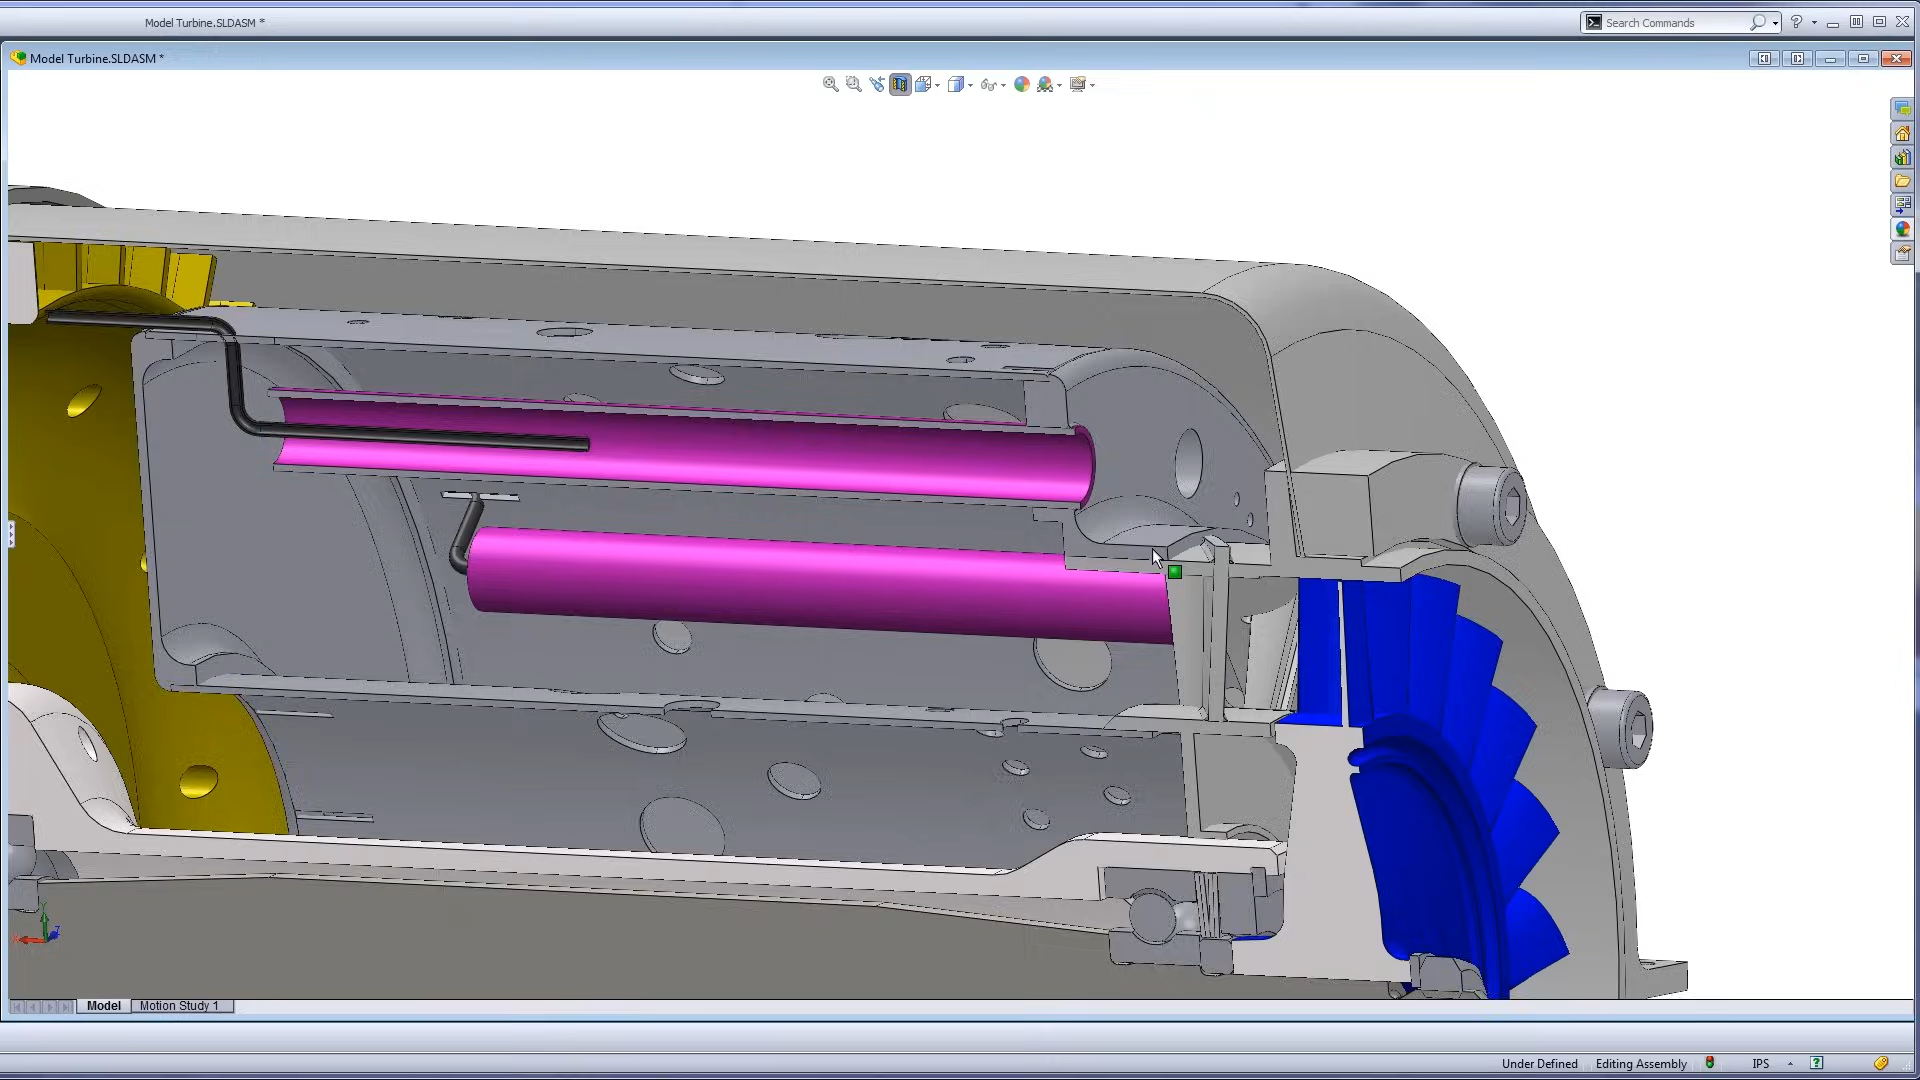 Model Turbine.SLDASM *
Search Commands
Model Turbine.SLDASM *
Model
Motion Study 1
Under Defined
Editing Assembly
IPS